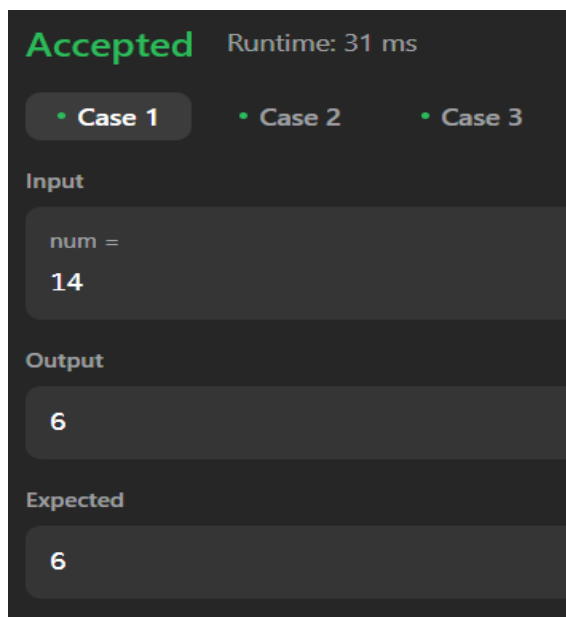 Accepted Runtime: 31 ms
• Case 1 • Case 2 • Case 3
Input
num =
14
Output
6
Expected
6